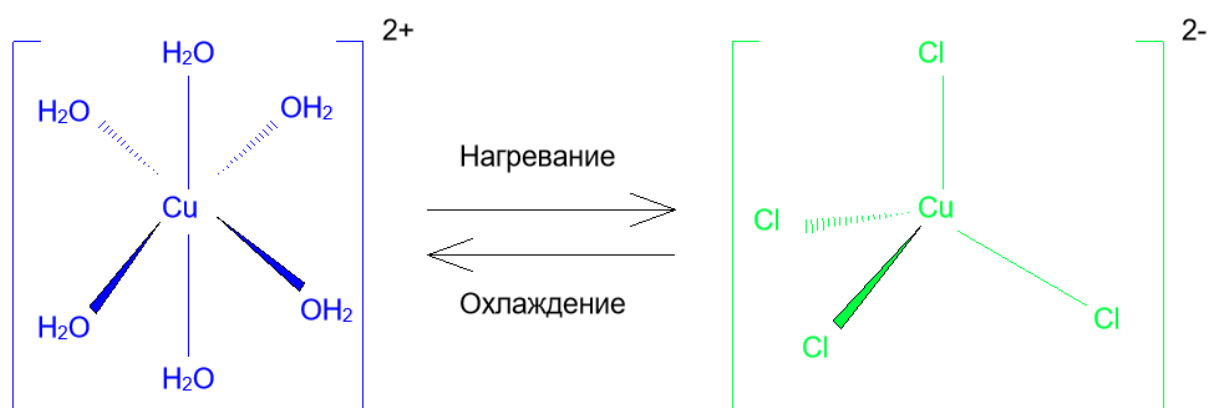 2+
H₂O
H₂O
OH₂
Cu
H₂O
OH₂
H₂O
Нагревание
Охлаждение
2-
Cl
Cl
Cu
Cl
Cl